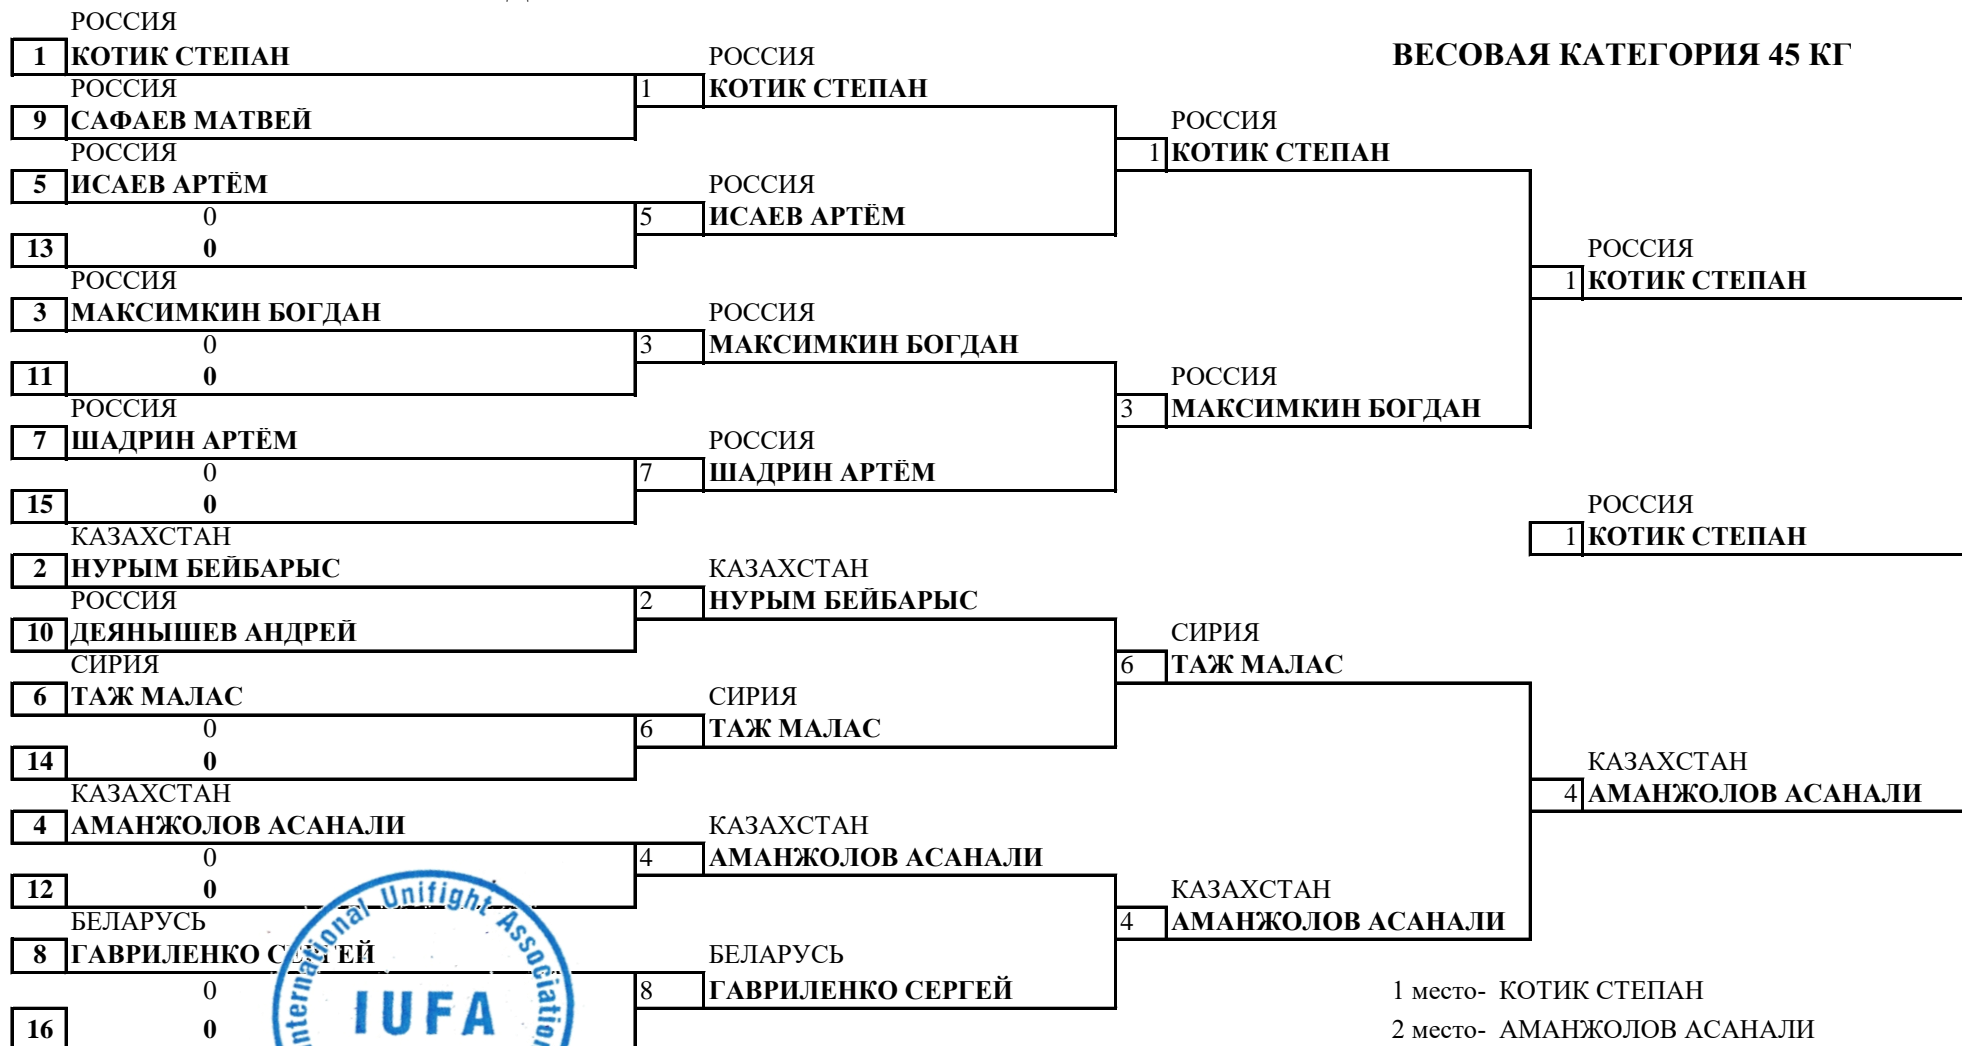 РОССИЯ
1 КОТИК СТЕПАН
РОССИЯ
9 САФАЕВ МАТВЕЙ
РОССИЯ
5 ИСАЕВ АРТЁМ
0
13 0
РОССИЯ
3 МАКСИМКИН БОГДАН
0
11 0
РОССИЯ
7 ШАДРИН АРТЁМ
0
15 0
КАЗАХСТАН
2 НУРЫМ БЕЙБАРЫС
РОССИЯ
10 ДЕЯНЫШЕВ АНДРЕЙ
СИРИЯ
6 ТАЖ МАЛАС
0
14 0
КАЗАХСТАН
4 АМАНЖОЛОВ АСАНАЛИ
0
12 0
БЕЛАРУСЬ
8 ГАВРИЛЕНКО СЕРГЕЙ
0
16 0
РОССИЯ
1 КОТИК СТЕПАН
РОССИЯ
5 ИСАЕВ АРТЁМ
РОССИЯ
3 МАКСИМКИН БОГДАН
РОССИЯ
7 ШАДРИН АРТЁМ
КАЗАХСТАН
2 НУРЫМ БЕЙБАРЫС
СИРИЯ
6 ТАЖ МАЛАС
КАЗАХСТАН
4 АМАНЖОЛОВ АСАНАЛИ
БЕЛАРУСЬ
8 ГАВРИЛЕНКО СЕРГЕЙ
РОССИЯ
1 КОТИК СТЕПАН
РОССИЯ
3 МАКСИМКИН БОГДАН
СИРИЯ
6 ТАЖ МАЛАС
КАЗАХСТАН
4 АМАНЖОЛОВ АСАНАЛИ
ВЕСОВАЯ КАТЕГОРИЯ 45 КГ
РОССИЯ
1 КОТИК СТЕПАН
РОССИЯ
1 КОТИК СТЕПАН
КАЗАХСТАН
4 АМАНЖОЛОВ АСАНАЛИ
1 место- КОТИК СТЕПАН
2 место- АМАНЖОЛОВ АСАНАЛИ
International Unifight Association
IUFA